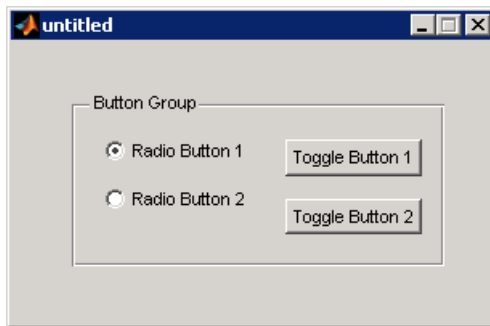 untitled
Button Group
Radio Button 1
Toggle Button 1
Radio Button 2
Toggle Button 2